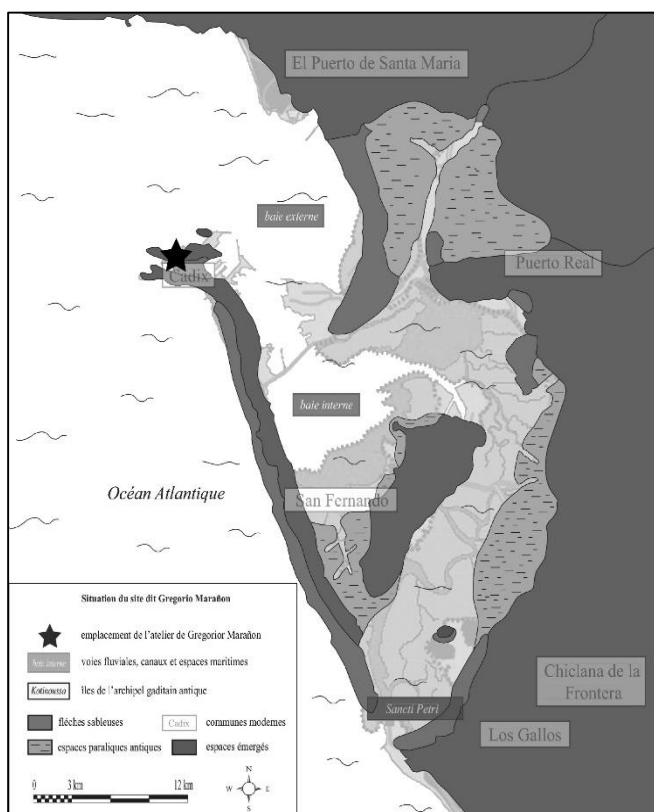 El Puerto de Santa Maria
baie externe
Puerto Real
Cadix
baie interne
Océan Atlantique
San Fernando
Chiclana de la
Frontera
Sancti Petri
Los Gallos
Situation du site dit Gregorio Marañon
emplacement de l'atelier de Gregorior Marañon
baie interne voies fluviales, canaux et espaces maritimes
Kotinoussa îles de l'archipel gaditain antique
fléches sableuses Cadix communes modernes
espaces paraliques antiques espaces émergés
0 3 km 12 km
N
W E
S